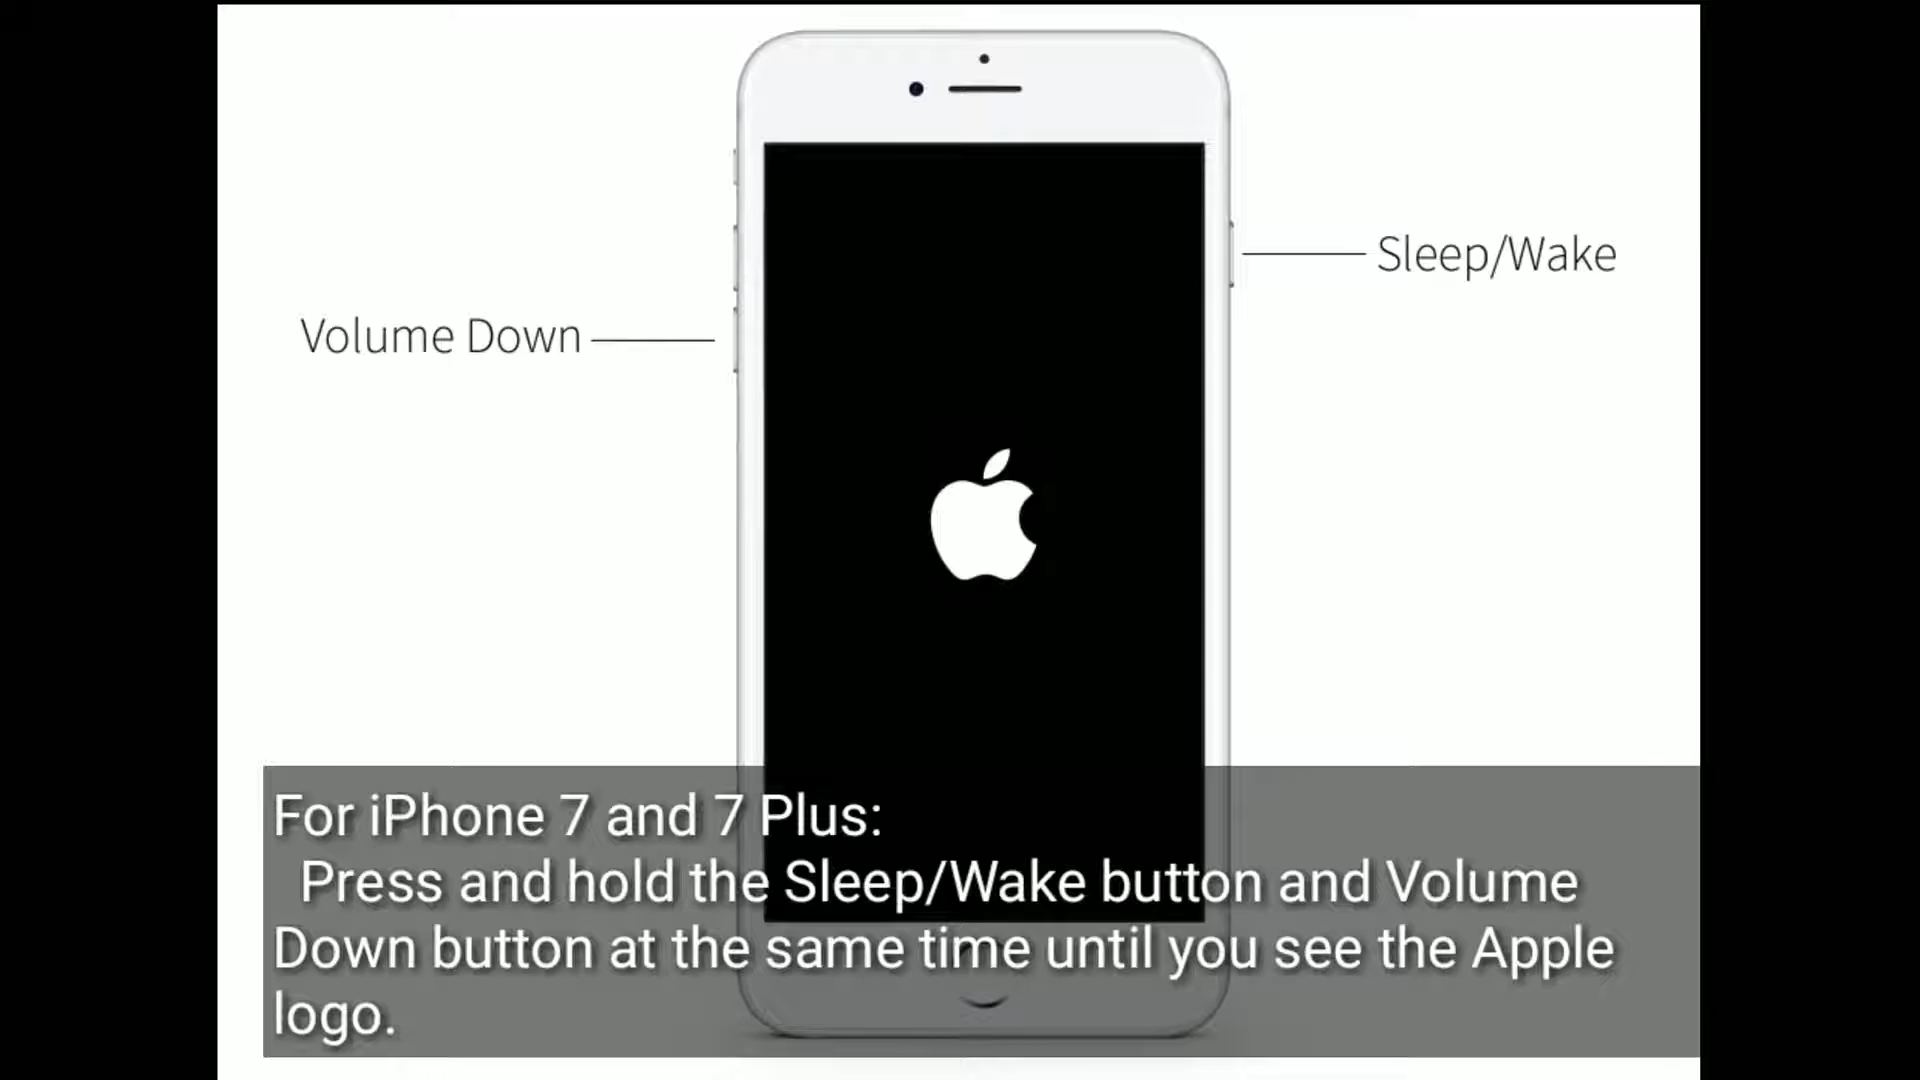 Sleep/Wake
Volume Down
For iPhone 7 and 7 Plus:
Press and hold the Sleep/Wake button and Volume
Down button at the same time until you see the Apple
logo.